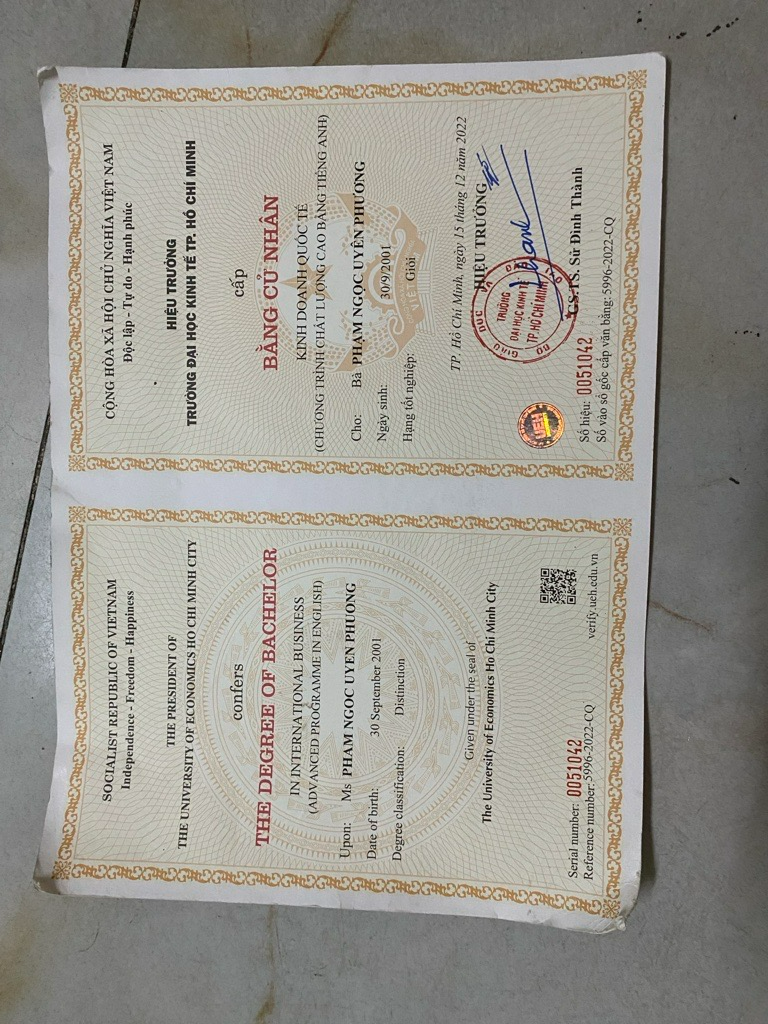 SOCIALIST REPUBLIC OF VIETNAM
Independence - Freedom - Happiness
THE PRESIDENT OF
THE UNIVERSITY OF ECONOMICS HO CHI MINH CITY
confers
THE DEGREE OF BACHELOR
IN INTERNATIONAL BUSINESS
(ADVANCED PROGRAMME IN ENGLISH)
Upon: Ms PHAM NGOC UYEN PHUONG
Date of birth: 30 September 2001
Degree classification: Distinction
Given under the seal of
The University of Economics Ho Chi Minh City
Serial number: 0051042
Reference number: 5996-2022-CQ
verify.ueh.edu.vn
CỘNG HÒA XÃ HỘI CHỦ NGHĨA VIỆT NAM
Độc lập - Tự do - Hạnh phúc
HIỆU TRƯỞNG
TRƯỜNG ĐẠI HỌC KINH TẾ TP. HỒ CHÍ MINH
cấp
BẰNG CỬ NHÂN
KINH DOANH QUỐC TẾ
(CHƯƠNG TRÌNH CHẤT LƯỢNG CAO BẰNG TIẾNG ANH)
Cho: Bà PHẠM NGỌC UYÊN PHƯƠNG
Ngày sinh: 30/9/2001
Hạng tốt nghiệp: Giỏi
TP Hồ Chí Minh, ngày 15 tháng 12 năm 2022
HIỆU TRƯỞNG
TRƯỜNG
ĐẠI HỌC KINH TẾ
TP. HỒ CHÍ MINH
GS.TS. Sử Đình Thành
UEH
Số hiệu: 0051042
Số vào sổ gốc cấp văn bằng: 5996-2022-CQ